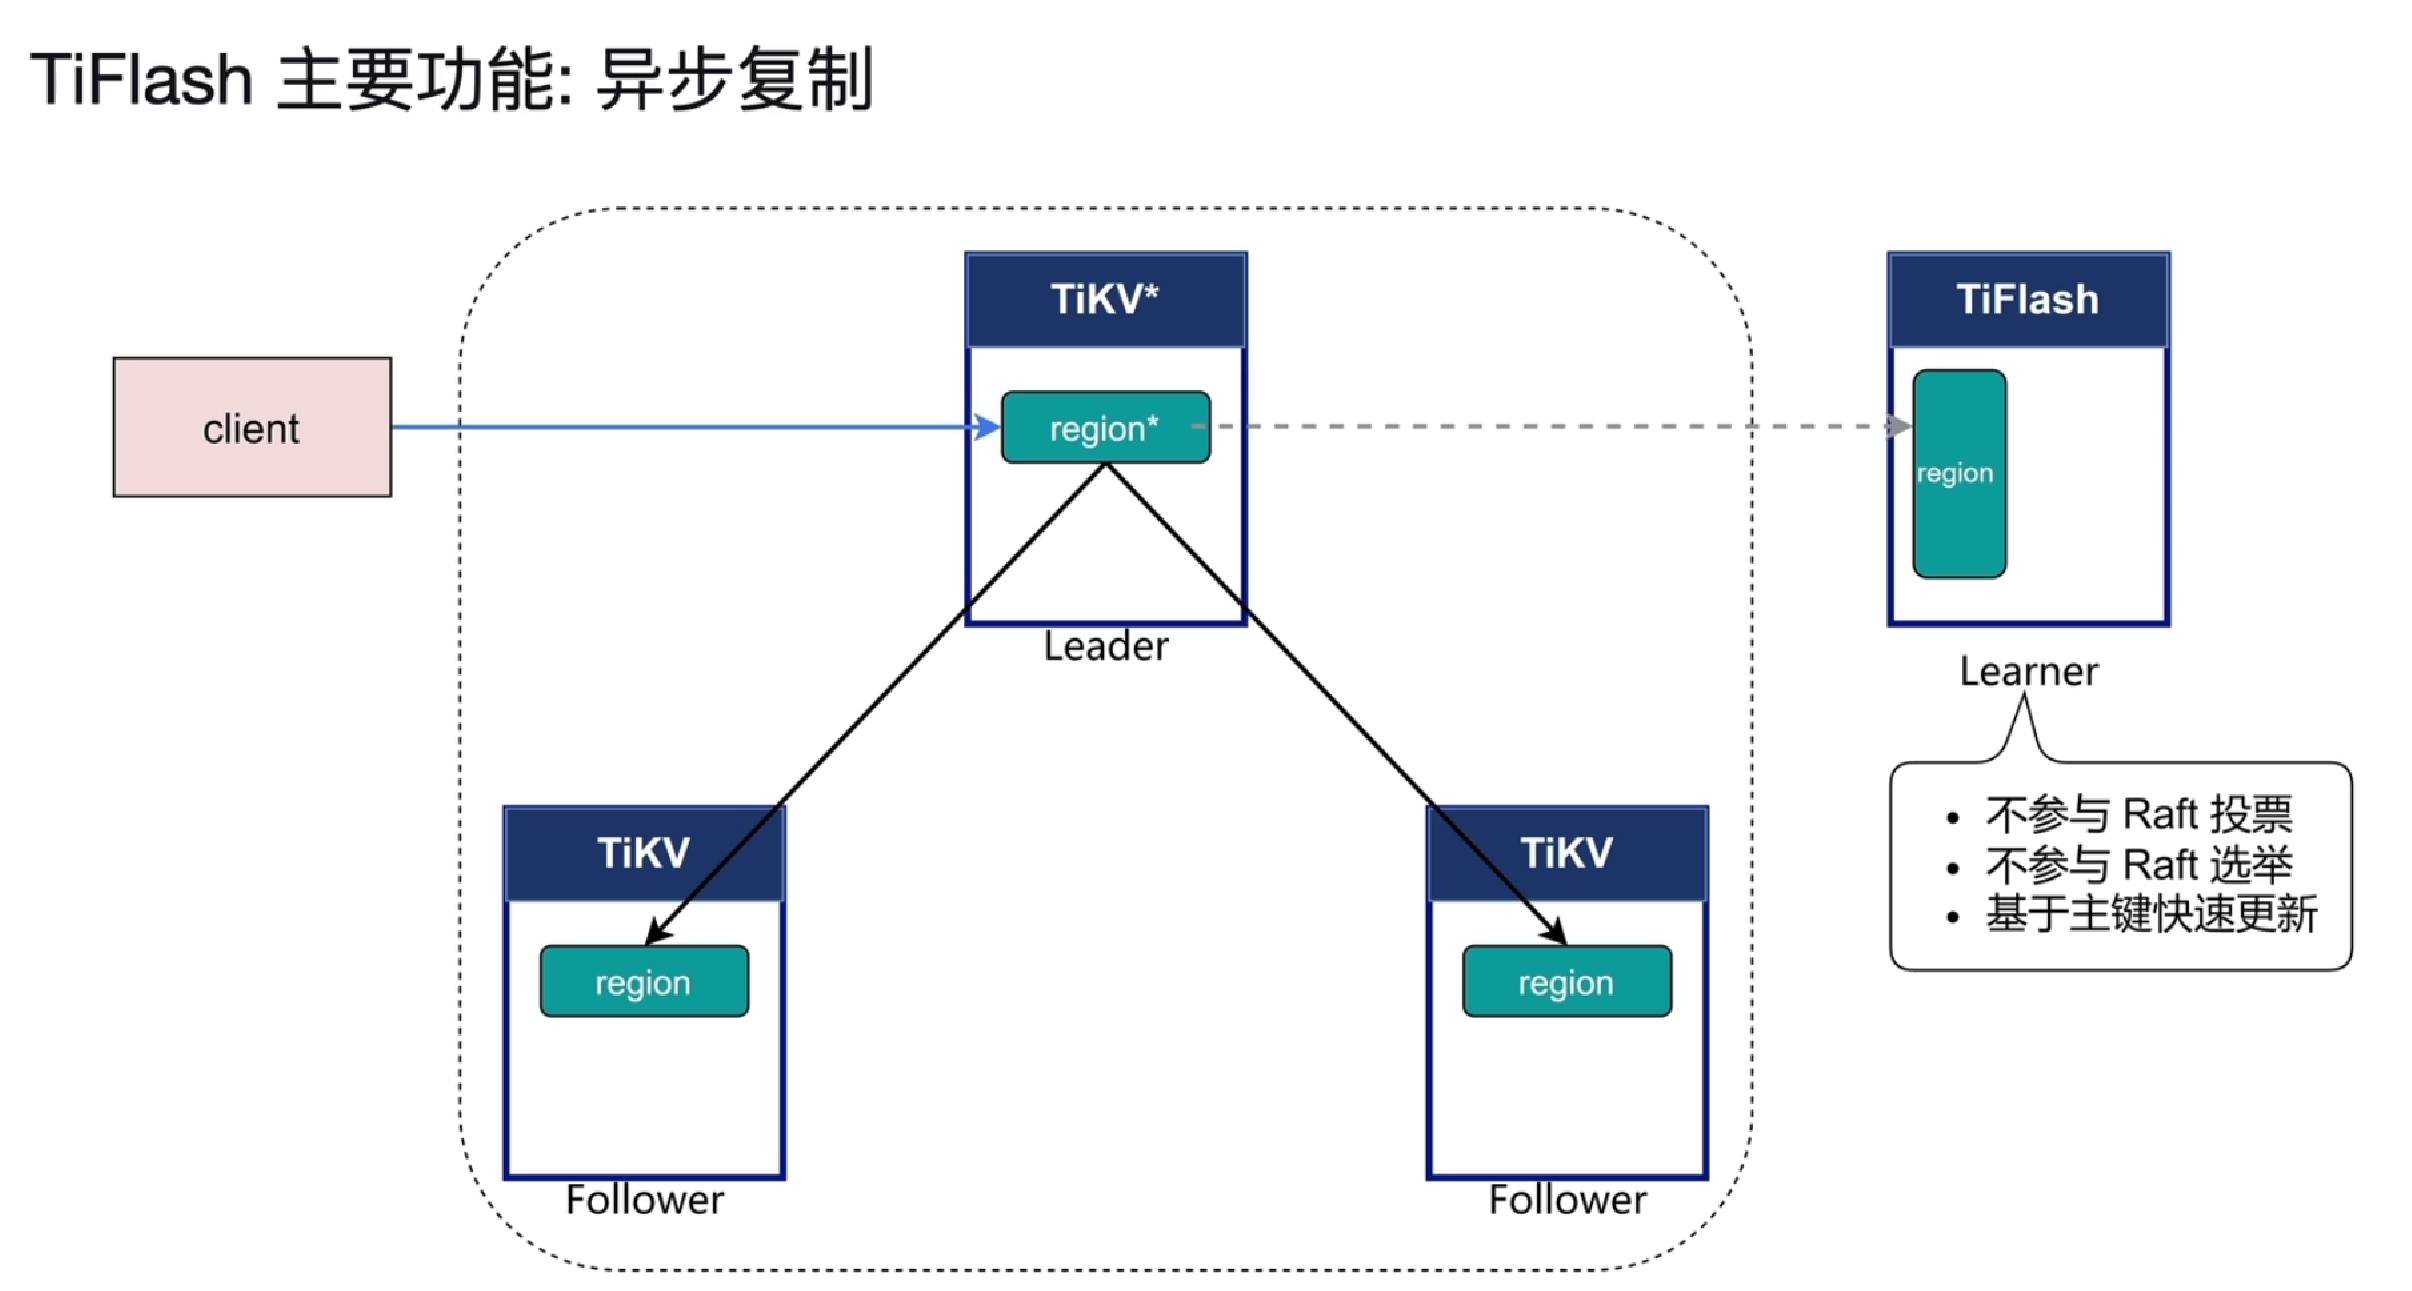 TiFlash 主要功能: 异步复制
client
TiKV*
region*
Leader
TiFlash
region
Learner
不参与 Raft 投票
不参与 Raft 选举
基于主键快速更新
TiKV
region
Follower
TiKV
region
Follower